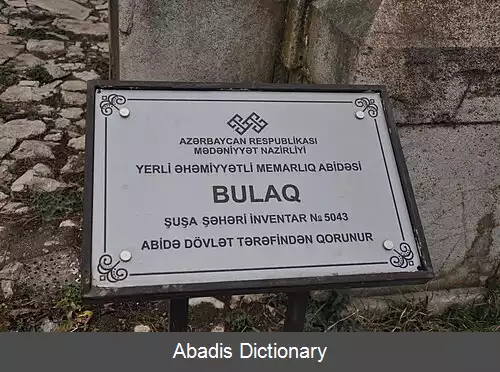 AZƏRBAYCAN RESPUBLİKASI
MƏDƏNİYYƏT NAZİRLİYİ
YERLİ ƏHƏMİYYƏTLİ MEMARLIQ ABİDƏSİ
BULAQ
ŞUŞA ŞƏHƏRİ İNVENTAR № 5043
ABİDƏ DÖVLƏT TƏRƏFİNDƏN QORUNUR
Abadis Dictionary